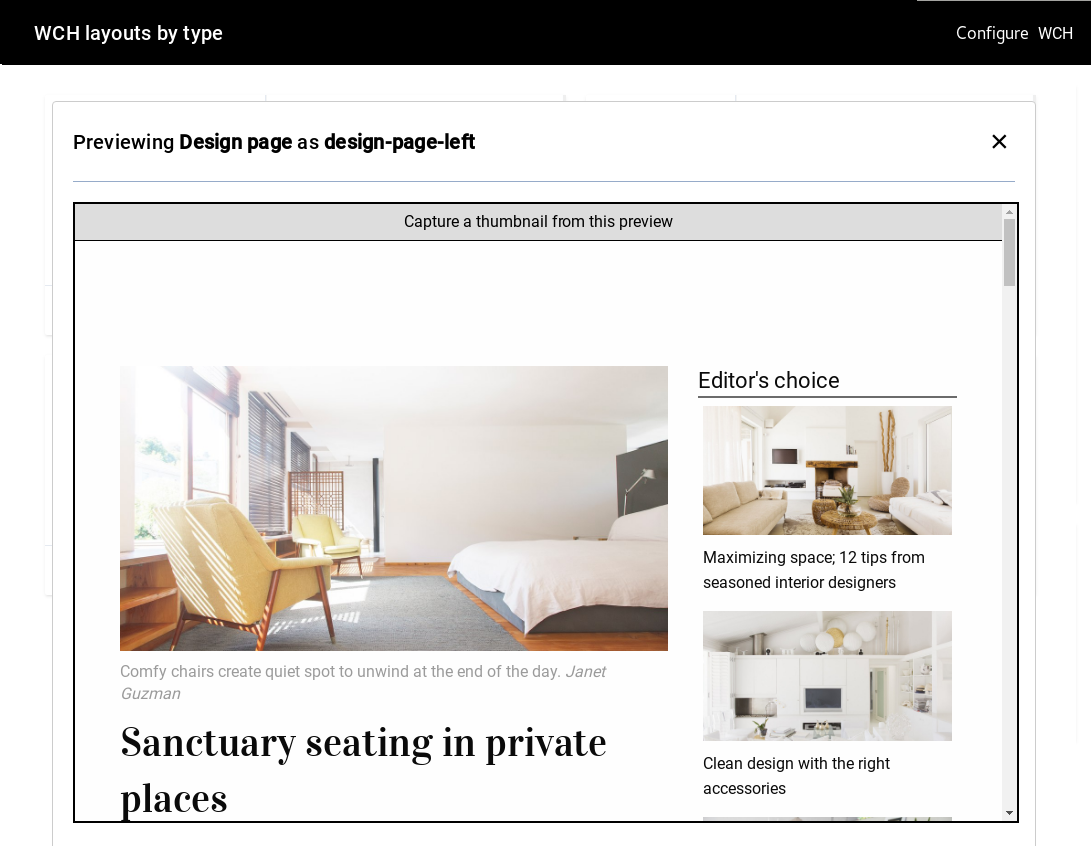 WCH layouts by type
Configure WCH
Previewing Design page as design-page-left
Capture a thumbnail from this preview
Comfy chairs create quiet spot to unwind at the end of the day. Janet
Guzman
Sanctuary seating in private
places
Editor's choice
Maximizing space; 12 tips from
seasoned interior designers
Clean design with the right
accessories